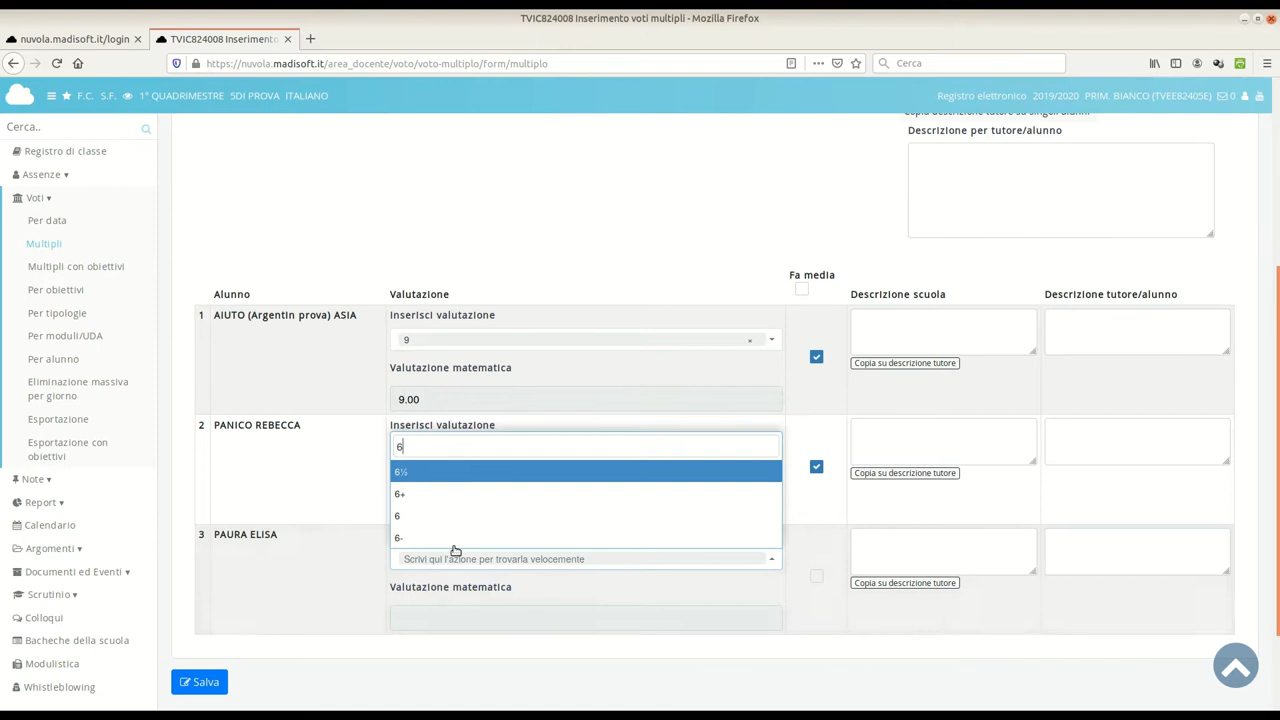 TVIC824008 Inserimento voti multipli - Mozilla Firefox
nuvola.madisoft.it/login × TVIC824008 Inserimento × +
https://nuvola.madisoft.it/area_docente/voto/voto-multiplo/form/multiplo Cerca
F.C. S.F. 1° QUADRIMESTRE 5DI PROVA ITALIANO Registro elettronico 2019/2020 PRIM. BIANCO (TVEE82405E) 0
Cerca..
Registro di classe
Assenze
Voti
Per data
Multipli
Multipli con obiettivi
Per obiettivi
Per tipologie
Per moduli/UDA
Per alunno
Eliminazione massiva
per giorno
Esportazione
Esportazione con
obiettivi
Note
Report
Calendario
Argomenti
Documenti ed Eventi
Scrutinio
Colloqui
Bacheche della scuola
Modulistica
Whistleblowing
Copia descrizione tutore su singoli alunni
Descrizione per tutore/alunno
Alunno Valutazione Fa media Descrizione scuola Descrizione tutore/alunno
1 AIUTO (Argentin prova) ASIA Inserisci valutazione
9 ×
Copia su descrizione tutore
Valutazione matematica
9.00
2 PANICO REBECCA Inserisci valutazione
6
Copia su descrizione tutore
6½
6+
6
6-
3 PAURA ELISA
Scrivi qui l'azione per trovarla velocemente
Copia su descrizione tutore
Valutazione matematica
Salva